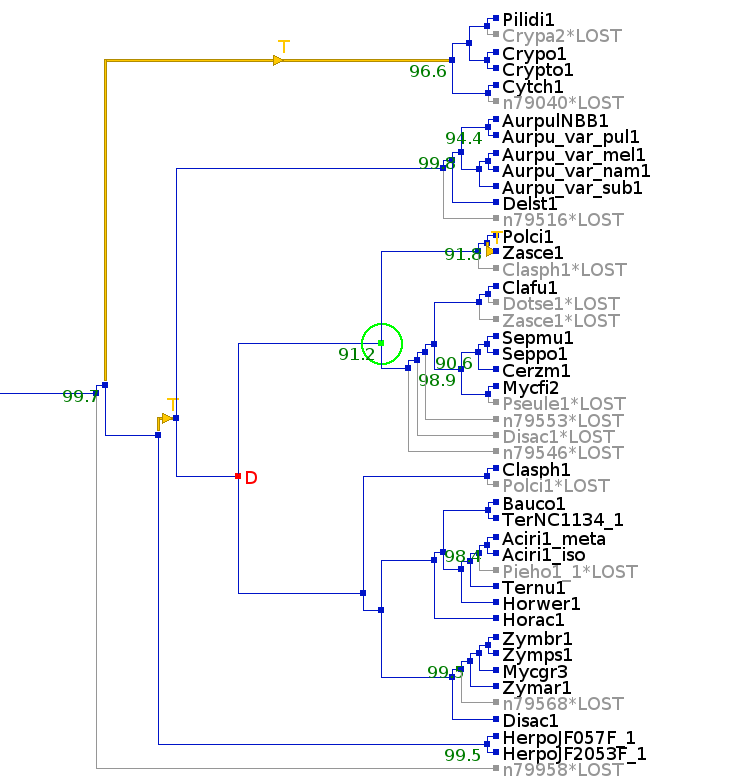 Pilidi1
Crypa2*LOST
T
Crypo1
96.6
Crypto1
Cytch1
n79040*LOST
AurpulNBB1
94.4
Aurpu_var_pul1
Aurpu_var_mel1
99.8
Aurpu_var_nam1
Aurpu_var_sub1
Delst1
n79516*LOST
T
Polci1
91.8
Zasce1
Clasph1*LOST
Clafu1
Dotse1*LOST
Zasce1*LOST
Sepmu1
91.2
Seppo1
90.6
Cerzm1
98.9
Mycfi2
99.7
T
Pseule1*LOST
n79553*LOST
Disac1*LOST
n79546*LOST
Clasph1
D
Polci1*LOST
Bauco1
TerNC1134_1
Aciri1_meta
98.4
Aciri1_iso
Pieho1_1*LOST
Ternu1
Horwer1
Horac1
Zymbr1
Zymps1
99.5
Mycgr3
Zymar1
n79568*LOST
Disac1
HerpoJF057F_1
99.5
HerpoJF2053F_1
n79958*LOST